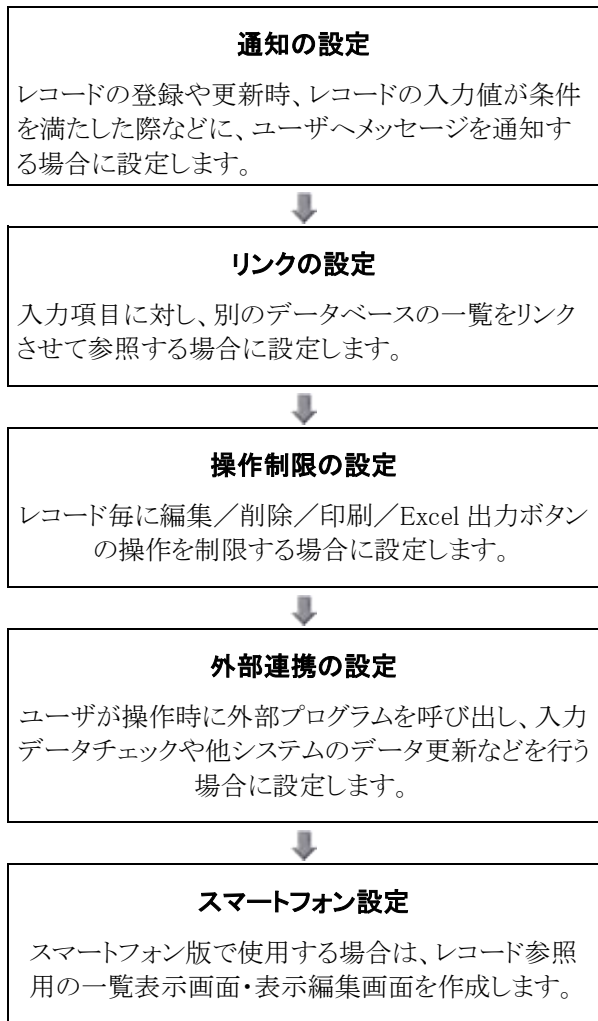 通知の設定
レコードの登録や更新時、レコードの入力値が条件
を満たした際などに、ユーザへメッセージを通知す
る場合に設定します。
リンクの設定
入力項目に対し、別のデータベースの一覧をリンク
させて参照する場合に設定します。
操作制限の設定
レコード毎に編集／削除／印刷／Excel 出力ボタン
の操作を制限する場合に設定します。
外部連携の設定
ユーザが操作時に外部プログラムを呼び出し、入力
データチェックや他システムのデータ更新などを行う
場合に設定します。
スマートフォン設定
スマートフォン版で使用する場合は、レコード参照
用の一覧表示画面・表示編集画面を作成します。